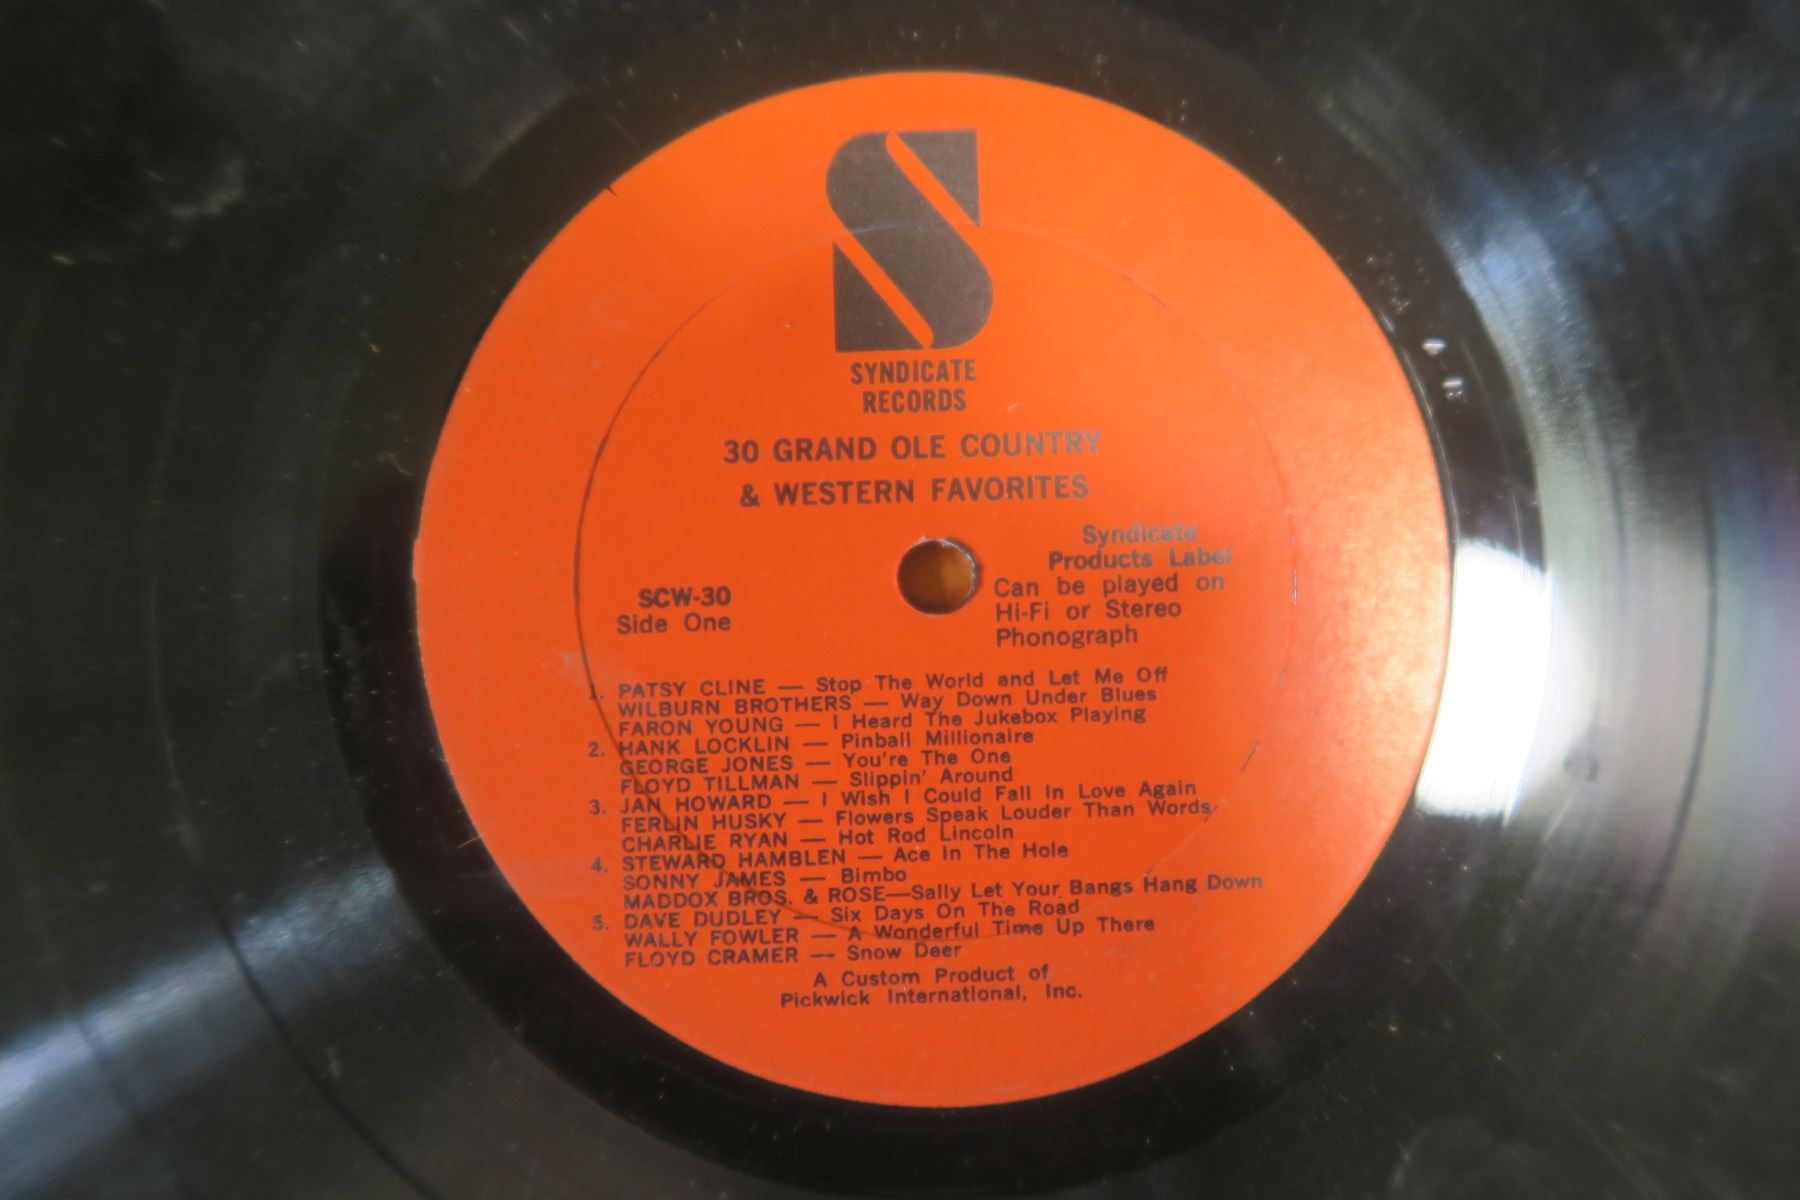 S
SYNDICATE
RECORDS
30 GRAND OLE COUNTRY
& WESTERN FAVORITES
Syndicate
Products Label
Can be played on
Hi-Fi or Stereo
Phonograph
SCW-30
Side One
1. PATSY CLINE — Stop The World and Let Me Off
WILBURN BROTHERS — Way Down Under Blues
FARON YOUNG — I Heard The Jukebox Playing
2. HANK LOCKLIN — Pinball Millionaire
GEORGE JONES — You're The One
FLOYD TILLMAN — Slippin' Around
3. JAN HOWARD — I Wish I Could Fall In Love Again
FERLIN HUSKY — Flowers Speak Louder Than Words
CHARLIE RYAN — Hot Rod Lincoln
4. STEWARD HAMBLEN — Ace In The Hole
SONNY JAMES — Bimbo
MADDOX BROS. & ROSE—Sally Let Your Bangs Hang Down
5. DAVE DUDLEY — Six Days On The Road
WALLY FOWLER — A Wonderful Time Up There
FLOYD CRAMER — Snow Deer
A Custom Product of
Pickwick International, Inc.